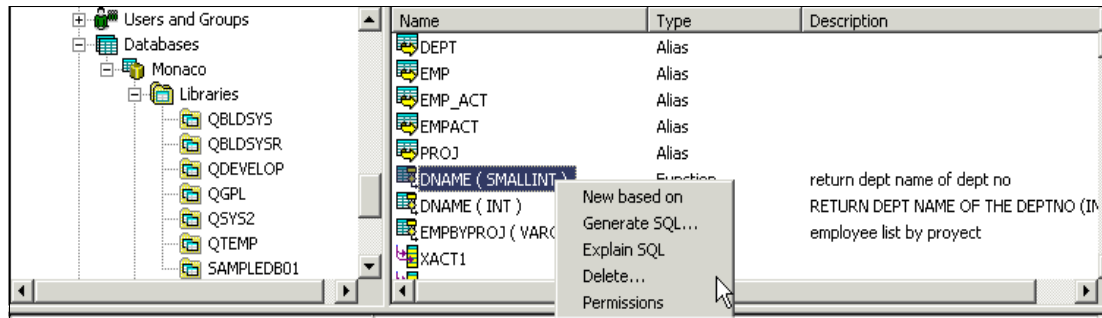 Users and Groups
Databases
Monaco
Libraries
QBLDSYS
QBLDSYSR
QDEVELOP
QGPL
QSYS2
QTEMP
SAMPLEDB01
Name Type Description
DEPT Alias
EMP Alias
EMP_ACT Alias
EMPACT Alias
PROJ Alias
DNAME ( SMALLINT ) Function return dept name of dept no
DNAME ( INT ) RETURN DEPT NAME OF THE DEPTNO (IN
EMPBYPROJ ( VARC employee list by proyect
XACT1
New based on
Generate SQL...
Explain SQL
Delete...
Permissions